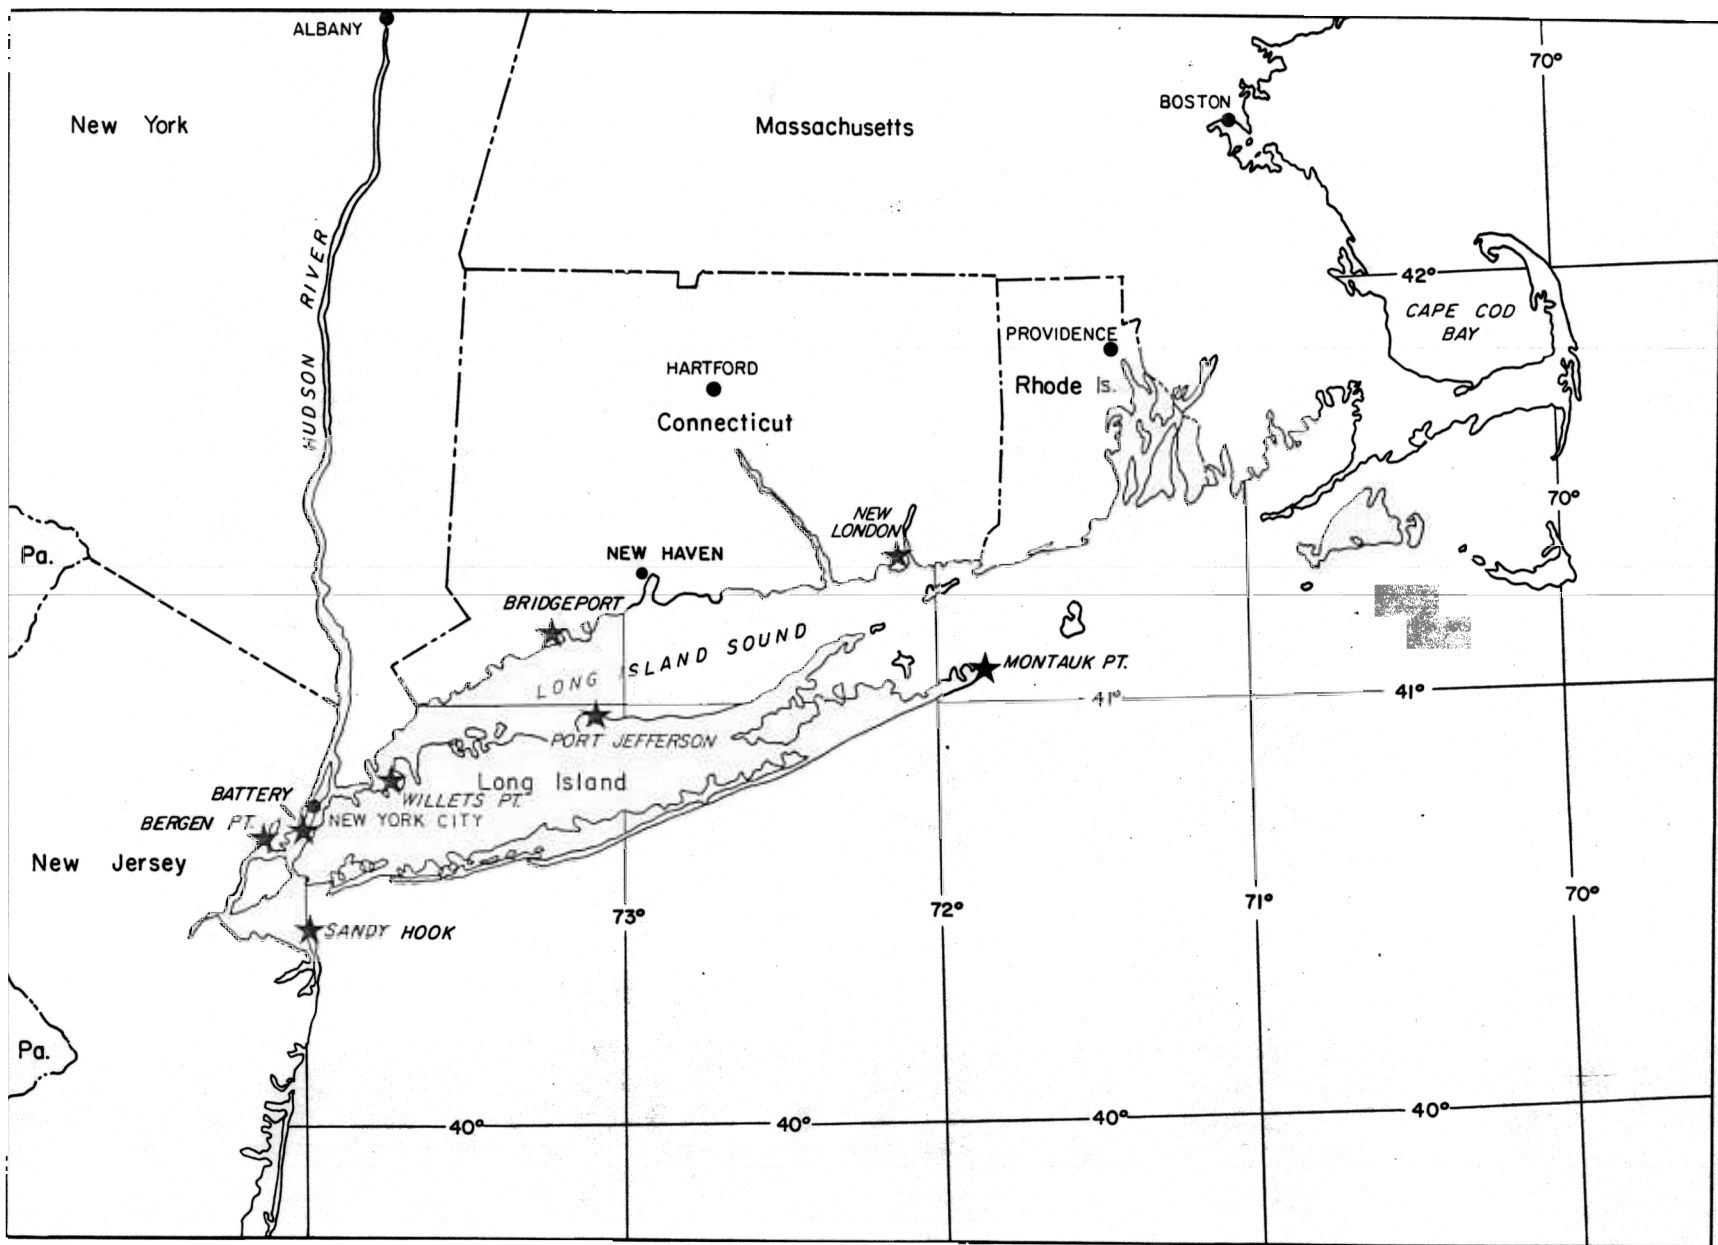 ALBANY
70°
BOSTON
New York
Massachusetts
HUDSON RIVER
42°
CAPE COD
BAY
PROVIDENCE
HARTFORD
Rhode Is.
Connecticut
70°
NEW
LONDON
Pa.
NEW HAVEN
BRIDGEPORT
LONG ISLAND SOUND
MONTAUK PT.
41°
41°
PORT JEFFERSON
Long Island
BATTERY
WILLETS PT.
BERGEN PT.
NEW YORK CITY
New Jersey
73°
72°
71°
70°
SANDY HOOK
Pa.
40°
40°
40°
40°